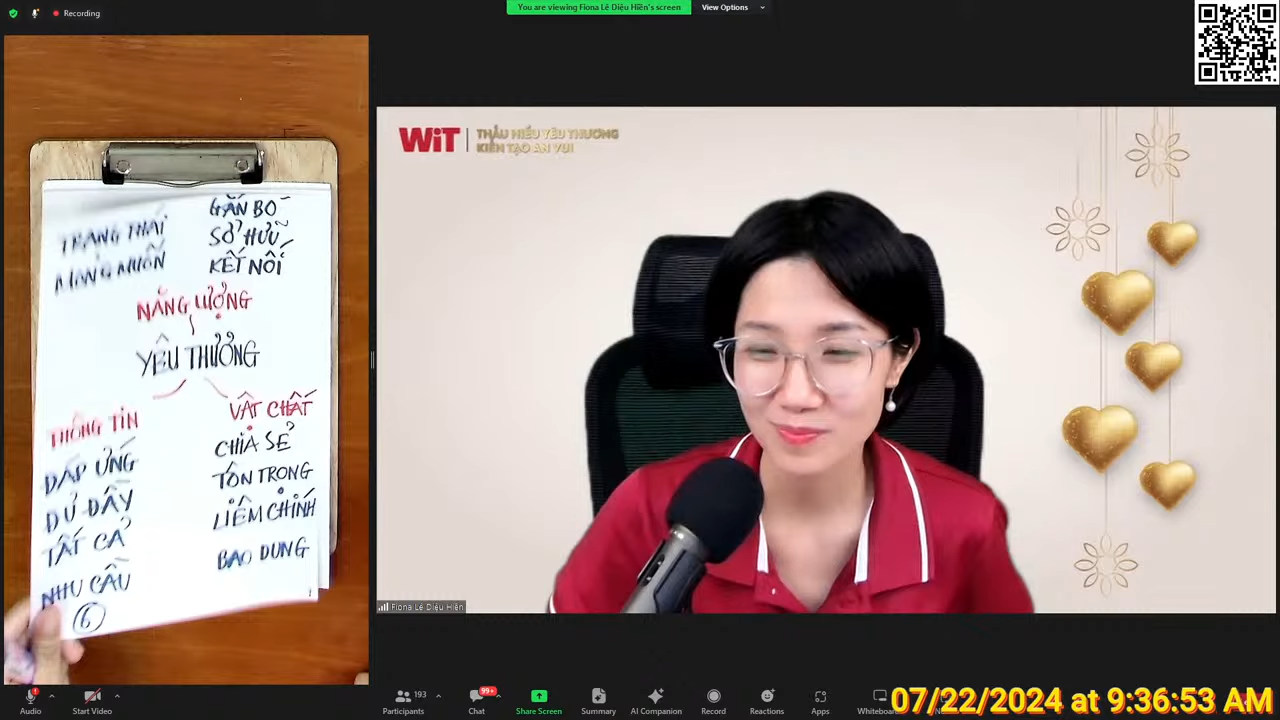 Recording
You are viewing Fiona Lê Diệu Hiền's screen
View Options
TRẠNG THÁI
MONG MUỐN
GẮN BÓ
SỞ HỮU
KẾT NỐI
NĂNG LƯỢNG
YÊU THƯƠNG
THÔNG TIN
ĐÁP ỨNG
ĐỦ ĐẦY
TẤT CẢ
NHU CẦU
6
VẬT CHẤT
CHIA SẺ
TÔN TRỌNG
LIÊM CHÍNH
BAO DUNG
WiT
THẤU HIỂU YÊU THƯƠNG
KIẾN TẠO AN VUI
Fiona Lê Diệu Hiền
Audio
Start Video
Participants
193
Chat
99+
Share Screen
Summary
AI Companion
Record
Reactions
Apps
Whiteboards
07/22/2024 at 9:36:53 AM